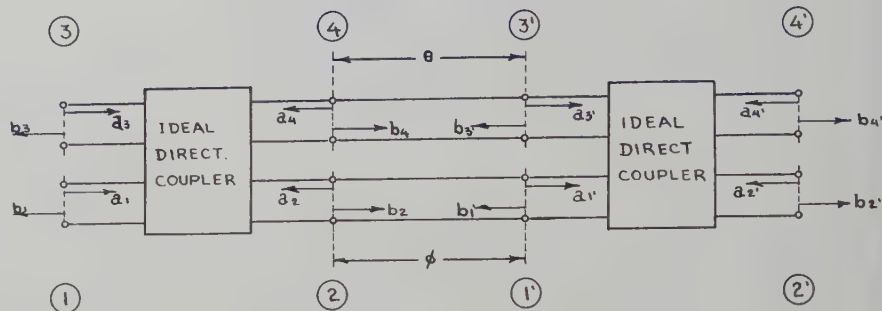 3 4 3' 4'
θ
b3 a3 a4 b4 b3' a3' a4' b4'
IDEAL DIRECT. COUPLER
IDEAL DIRECT COUPLER
b a1 a2 b2 b1' a1' a2' b2'
ϕ
1 2 1' 2'